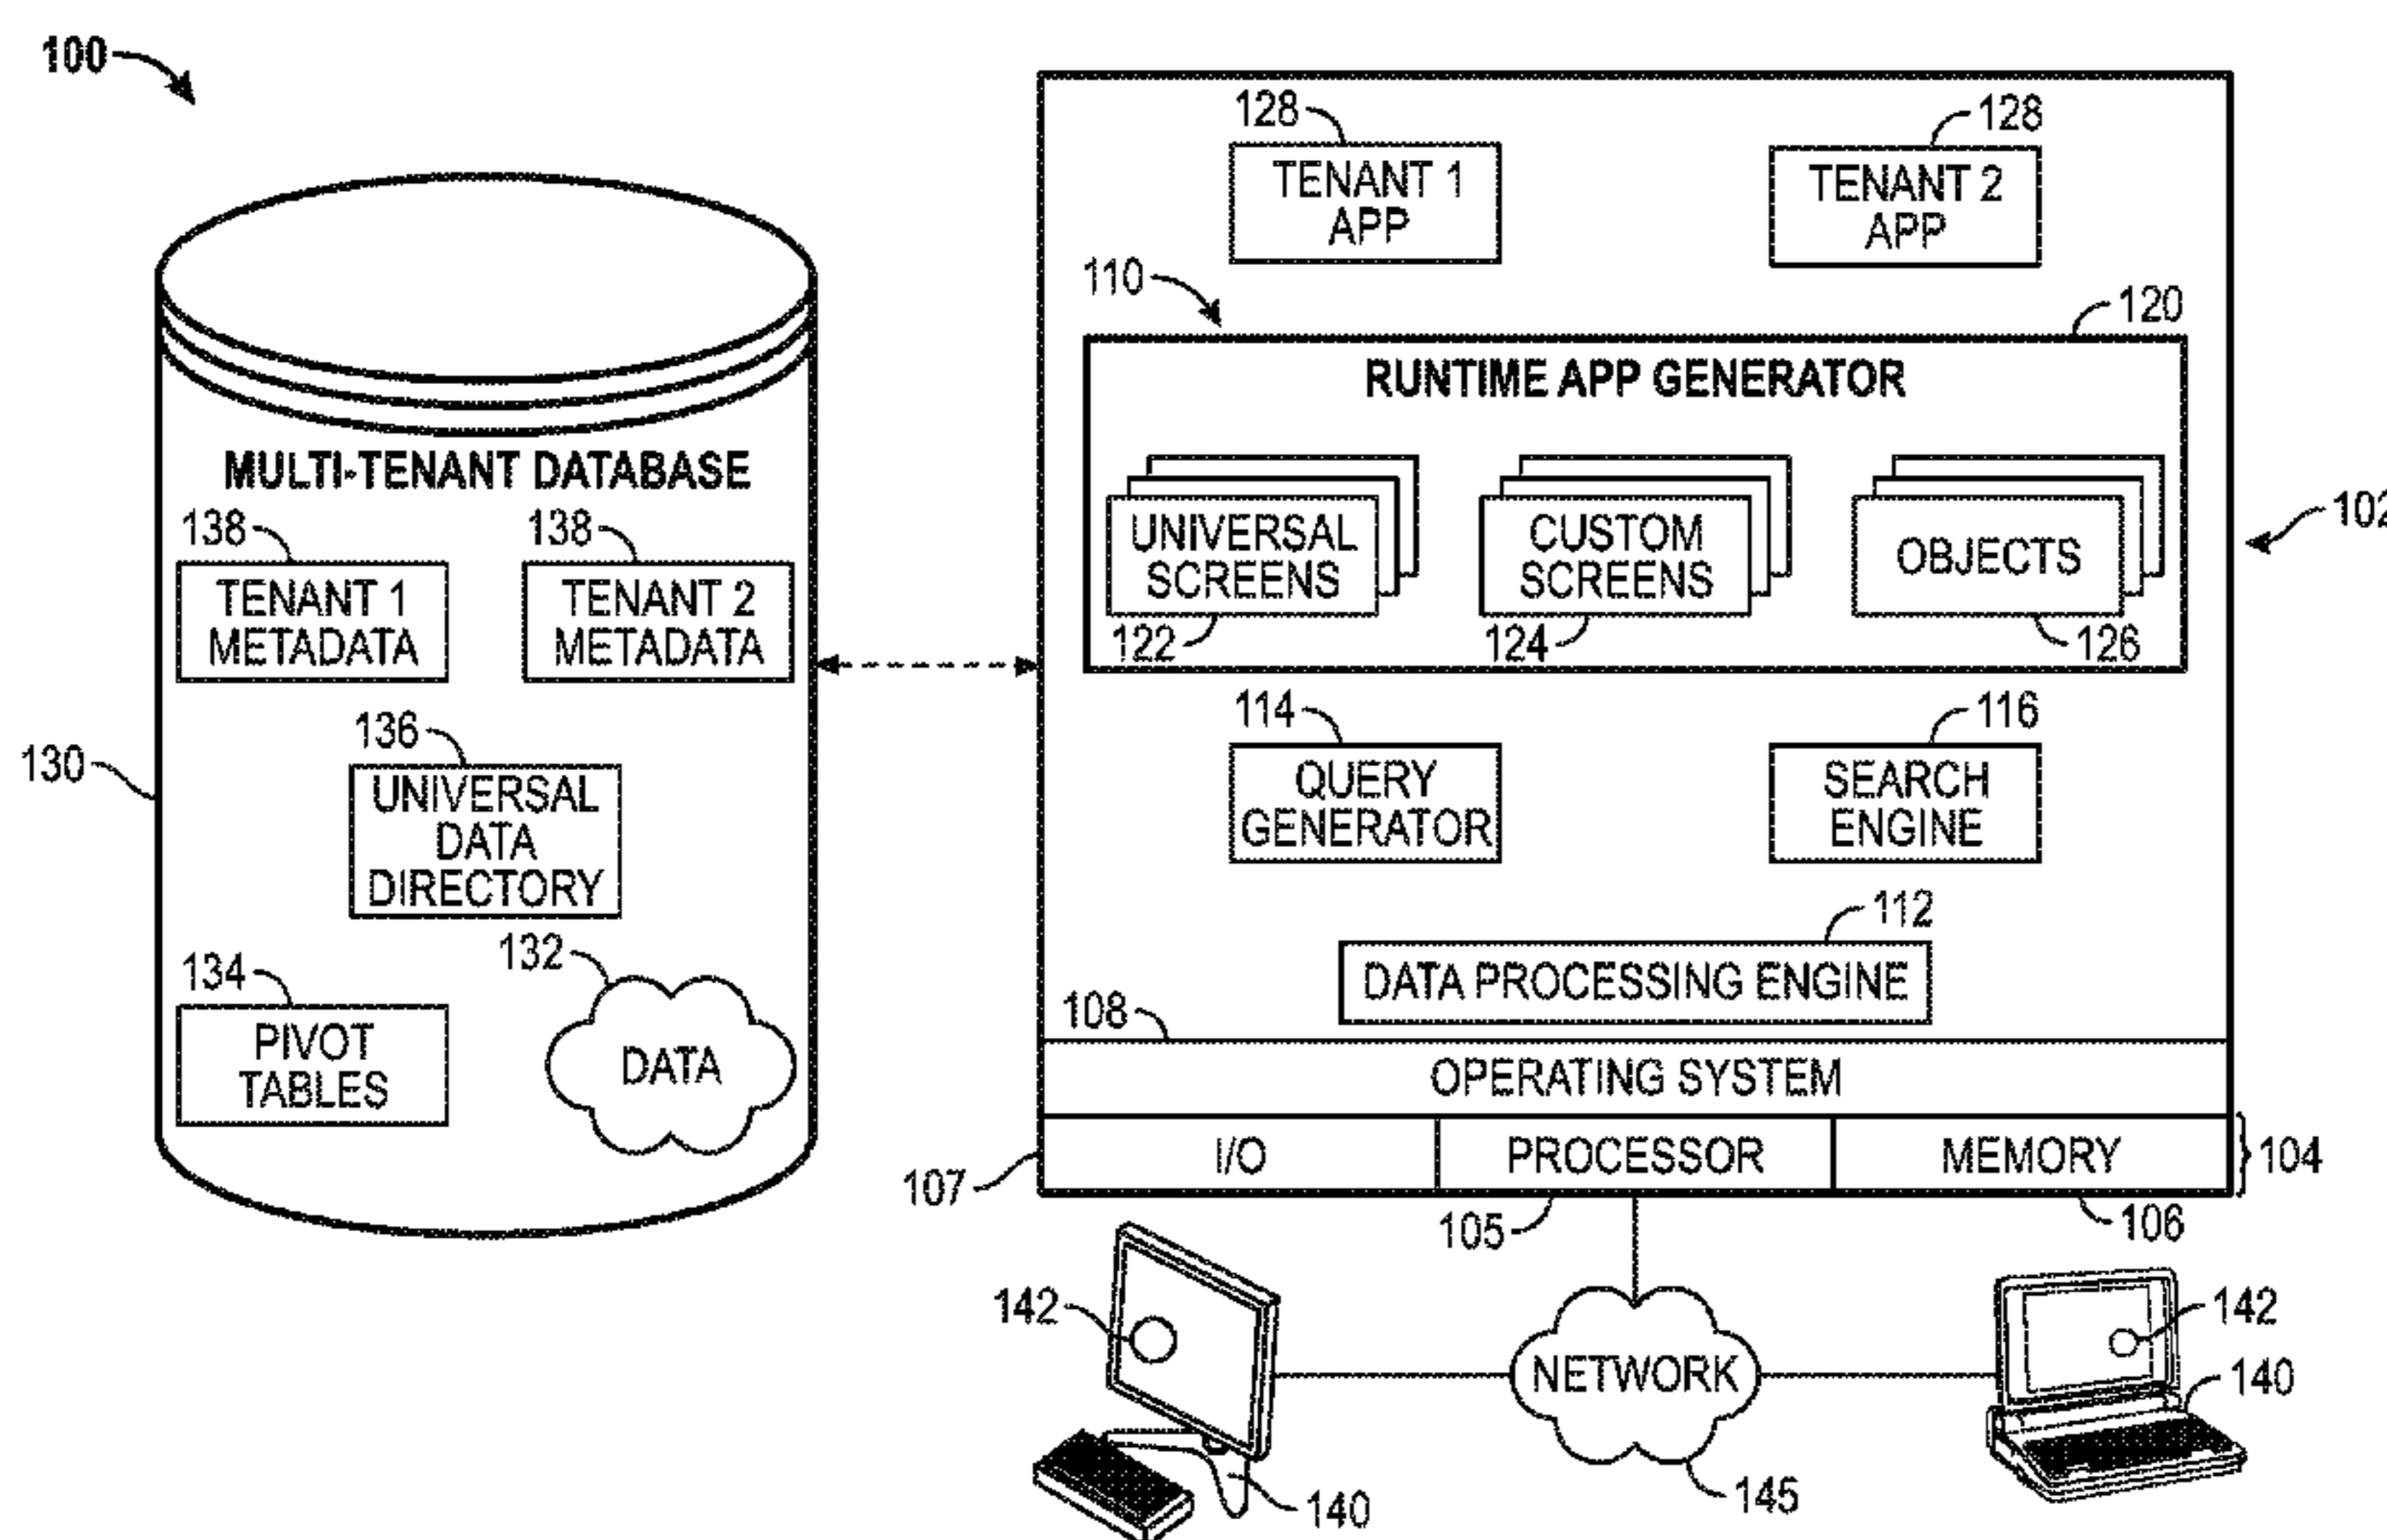 100
MULTI-TENANT DATABASE
138
138
TENANT 1
METADATA
TENANT 2
METADATA
136
130
UNIVERSAL
DATA
DIRECTORY
134
132
PIVOT
TABLES
DATA
128
128
TENANT 1
APP
TENANT 2
APP
110
120
RUNTIME APP GENERATOR
UNIVERSAL
SCREENS
CUSTOM
SCREENS
OBJECTS
102
122
124
126
114
116
QUERY
GENERATOR
SEARCH
ENGINE
112
DATA PROCESSING ENGINE
108
OPERATING SYSTEM
I/O
PROCESSOR
MEMORY
104
107
105
106
142
142
NETWORK
140
140
145